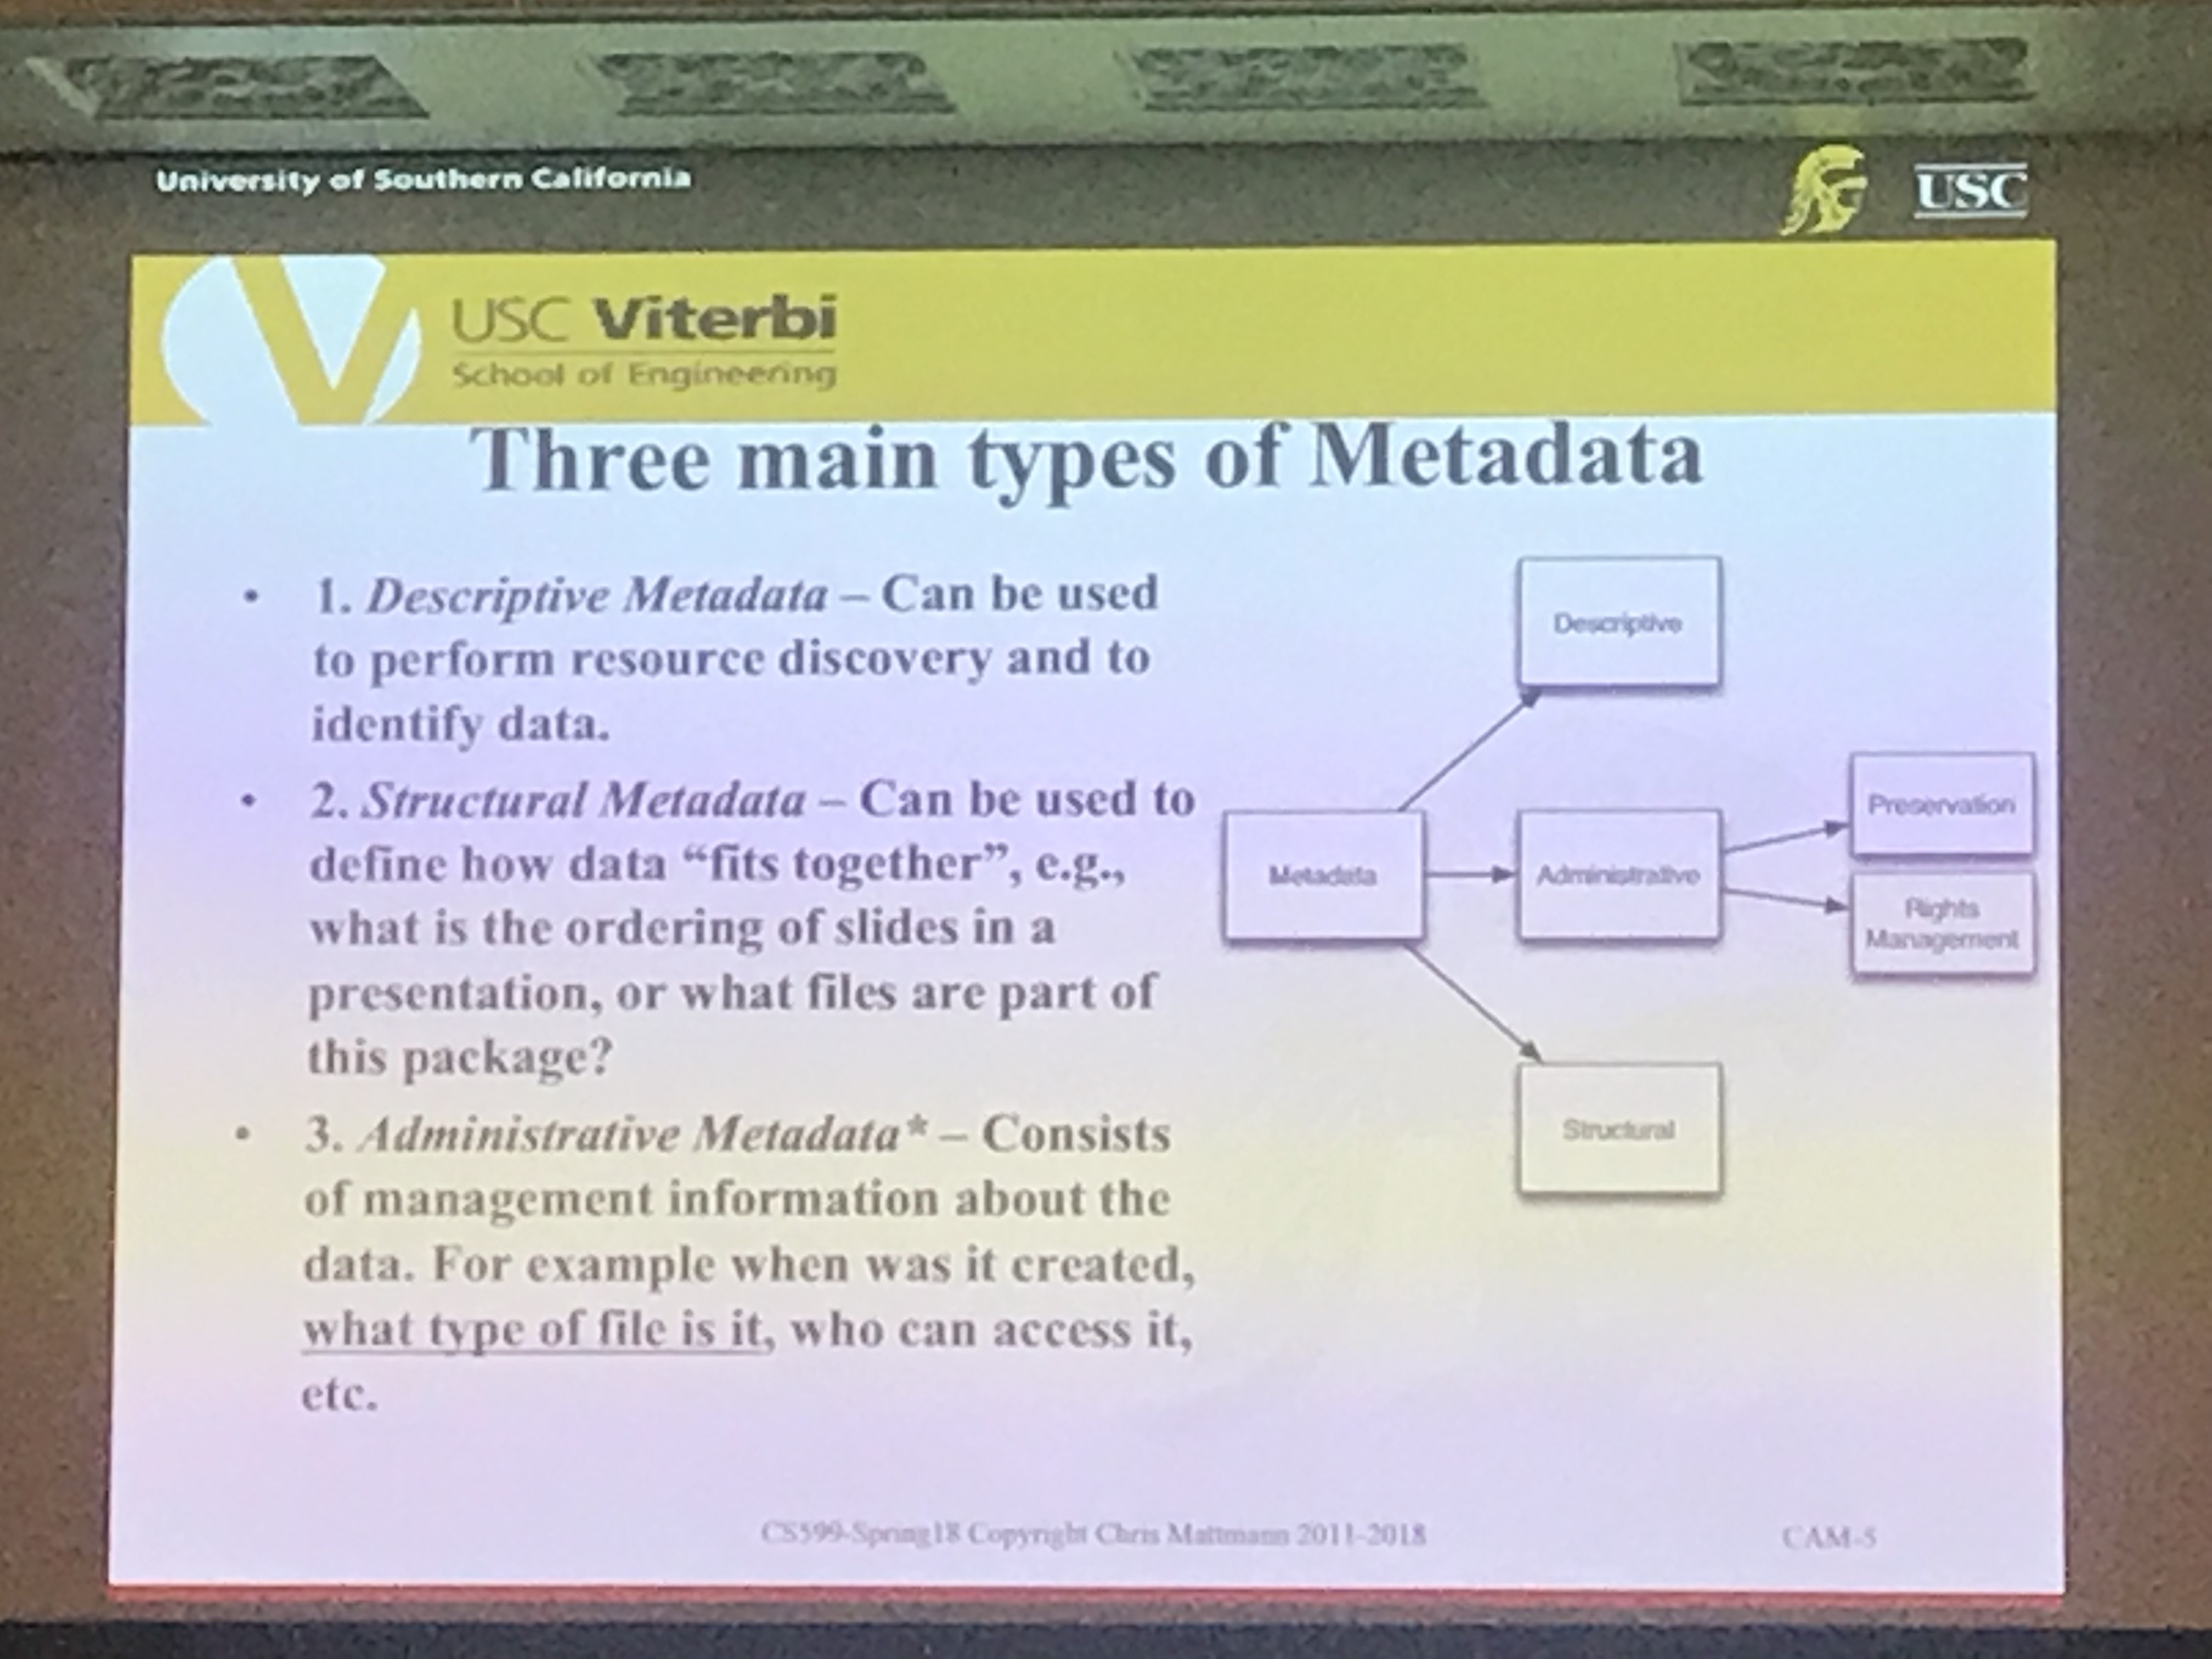 University of Southern California
USC
USC Viterbi
School of Engineering
Three main types of Metadata
• 1. Descriptive Metadata – Can be used
to perform resource discovery and to
identify data.
• 2. Structural Metadata – Can be used to
define how data “fits together”, e.g.,
what is the ordering of slides in a
presentation, or what files are part of
this package?
• 3. Administrative Metadata* – Consists
of management information about the
data. For example when was it created,
what type of file is it, who can access it,
etc.
Descriptive
Metadata
Administrative
Preservation
Rights
Management
Structural
CS599-Spring18 Copyright Chris Mattmann 2011-2018
CAM-5